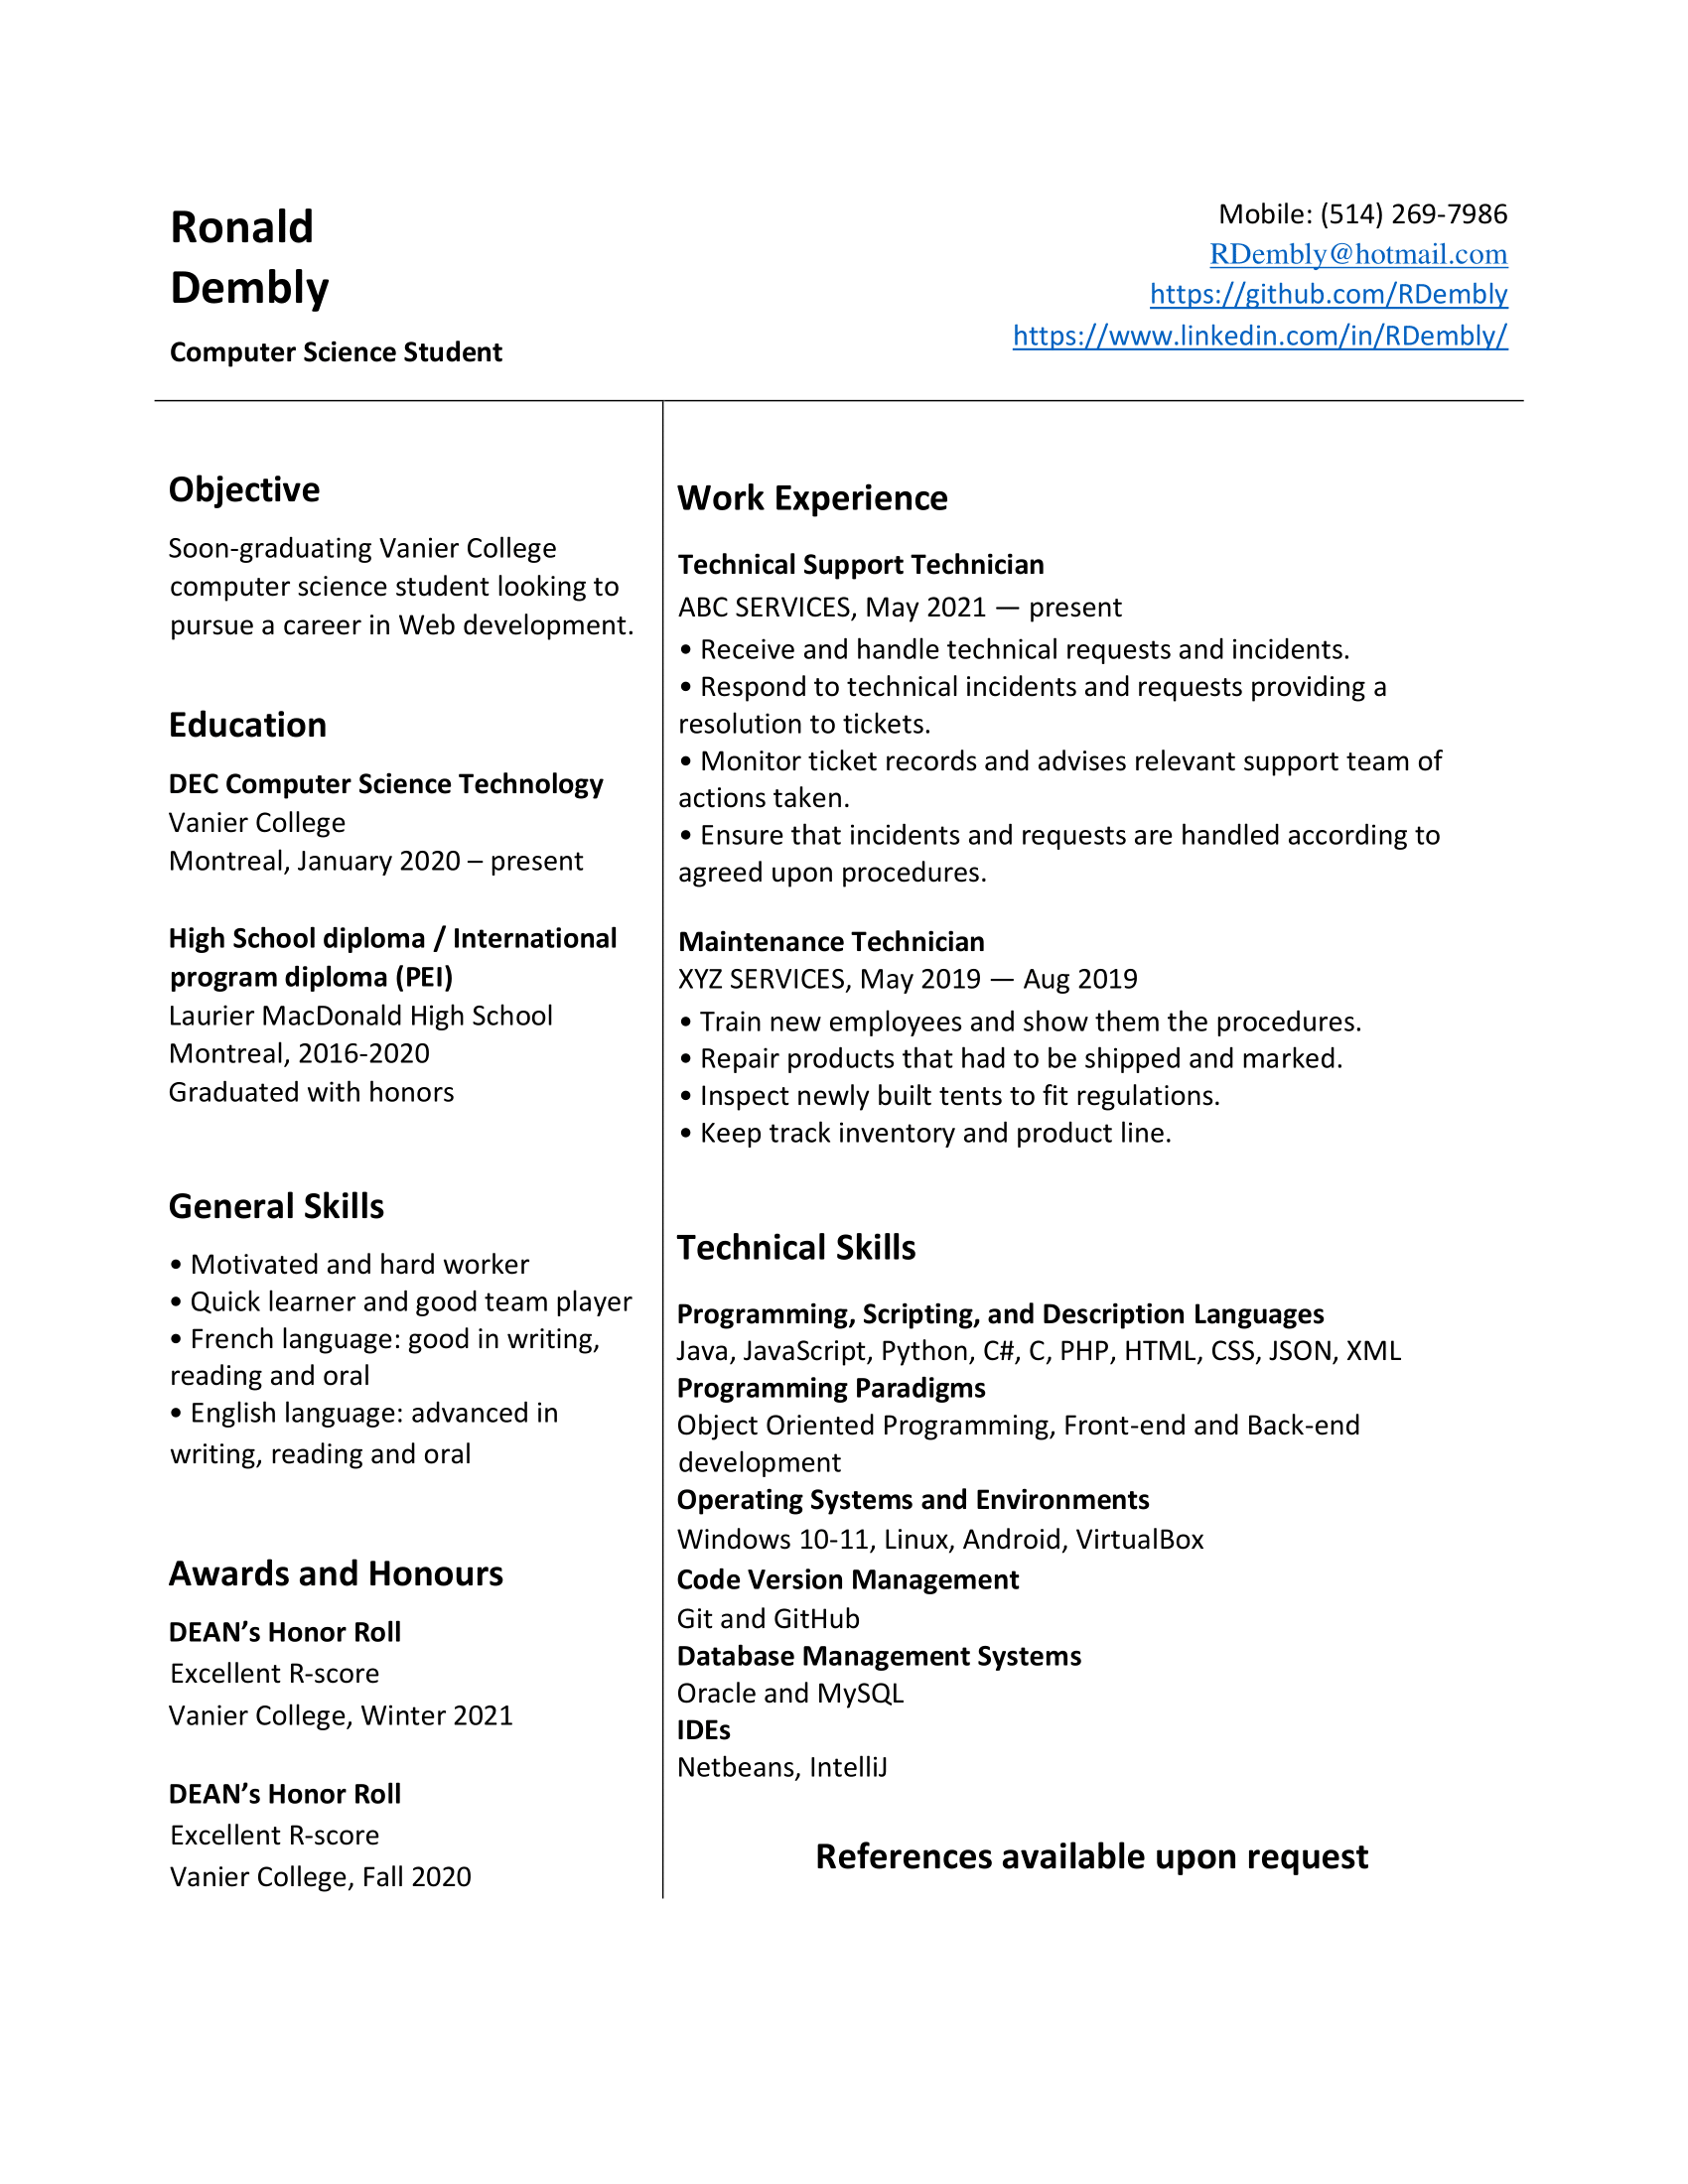 Ronald
Dembly
Computer Science Student
Mobile: (514) 269-7986
RDembly@hotmail.com
https://github.com/RDembly
https://www.linkedin.com/in/RDembly/
Objective
Soon-graduating Vanier College
computer science student looking to
pursue a career in Web development.
Education
DEC Computer Science Technology
Vanier College
Montreal, January 2020 – present
High School diploma / International
program diploma (PEI)
Laurier MacDonald High School
Montreal, 2016-2020
Graduated with honors
General Skills
• Motivated and hard worker
• Quick learner and good team player
• French language: good in writing,
reading and oral
• English language: advanced in
writing, reading and oral
Awards and Honours
DEAN’s Honor Roll
Excellent R-score
Vanier College, Winter 2021
DEAN’s Honor Roll
Excellent R-score
Vanier College, Fall 2020
Work Experience
Technical Support Technician
ABC SERVICES, May 2021 — present
• Receive and handle technical requests and incidents.
• Respond to technical incidents and requests providing a
resolution to tickets.
• Monitor ticket records and advises relevant support team of
actions taken.
• Ensure that incidents and requests are handled according to
agreed upon procedures.
Maintenance Technician
XYZ SERVICES, May 2019 — Aug 2019
• Train new employees and show them the procedures.
• Repair products that had to be shipped and marked.
• Inspect newly built tents to fit regulations.
• Keep track inventory and product line.
Technical Skills
Programming, Scripting, and Description Languages
Java, JavaScript, Python, C#, C, PHP, HTML, CSS, JSON, XML
Programming Paradigms
Object Oriented Programming, Front-end and Back-end
development
Operating Systems and Environments
Windows 10-11, Linux, Android, VirtualBox
Code Version Management
Git and GitHub
Database Management Systems
Oracle and MySQL
IDEs
Netbeans, IntelliJ
References available upon request